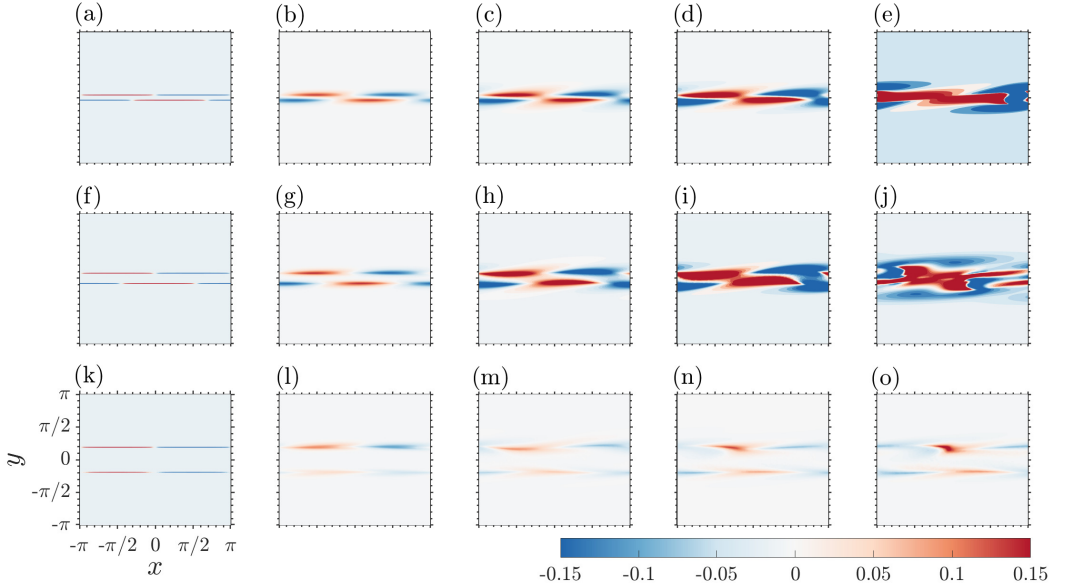 (a) (b) (c) (d) (e)
(f) (g) (h) (i) (j)
(k) (l) (m) (n) (o)
π
π/2
0
-π/2
-π
y
-π -π/2 0 π/2 π
x
-0.15 -0.1 -0.05 0 0.05 0.1 0.15